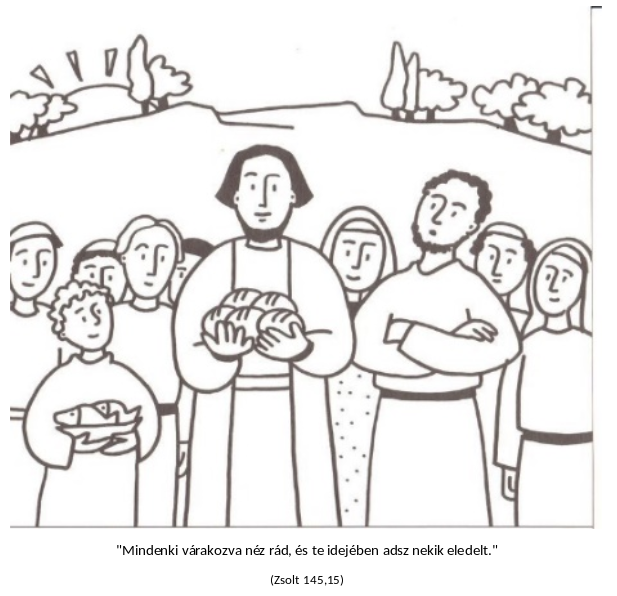 "Mindenki várakozva néz rád, és te idejében adsz nekik eledelt."
(Zsolt 145,15)